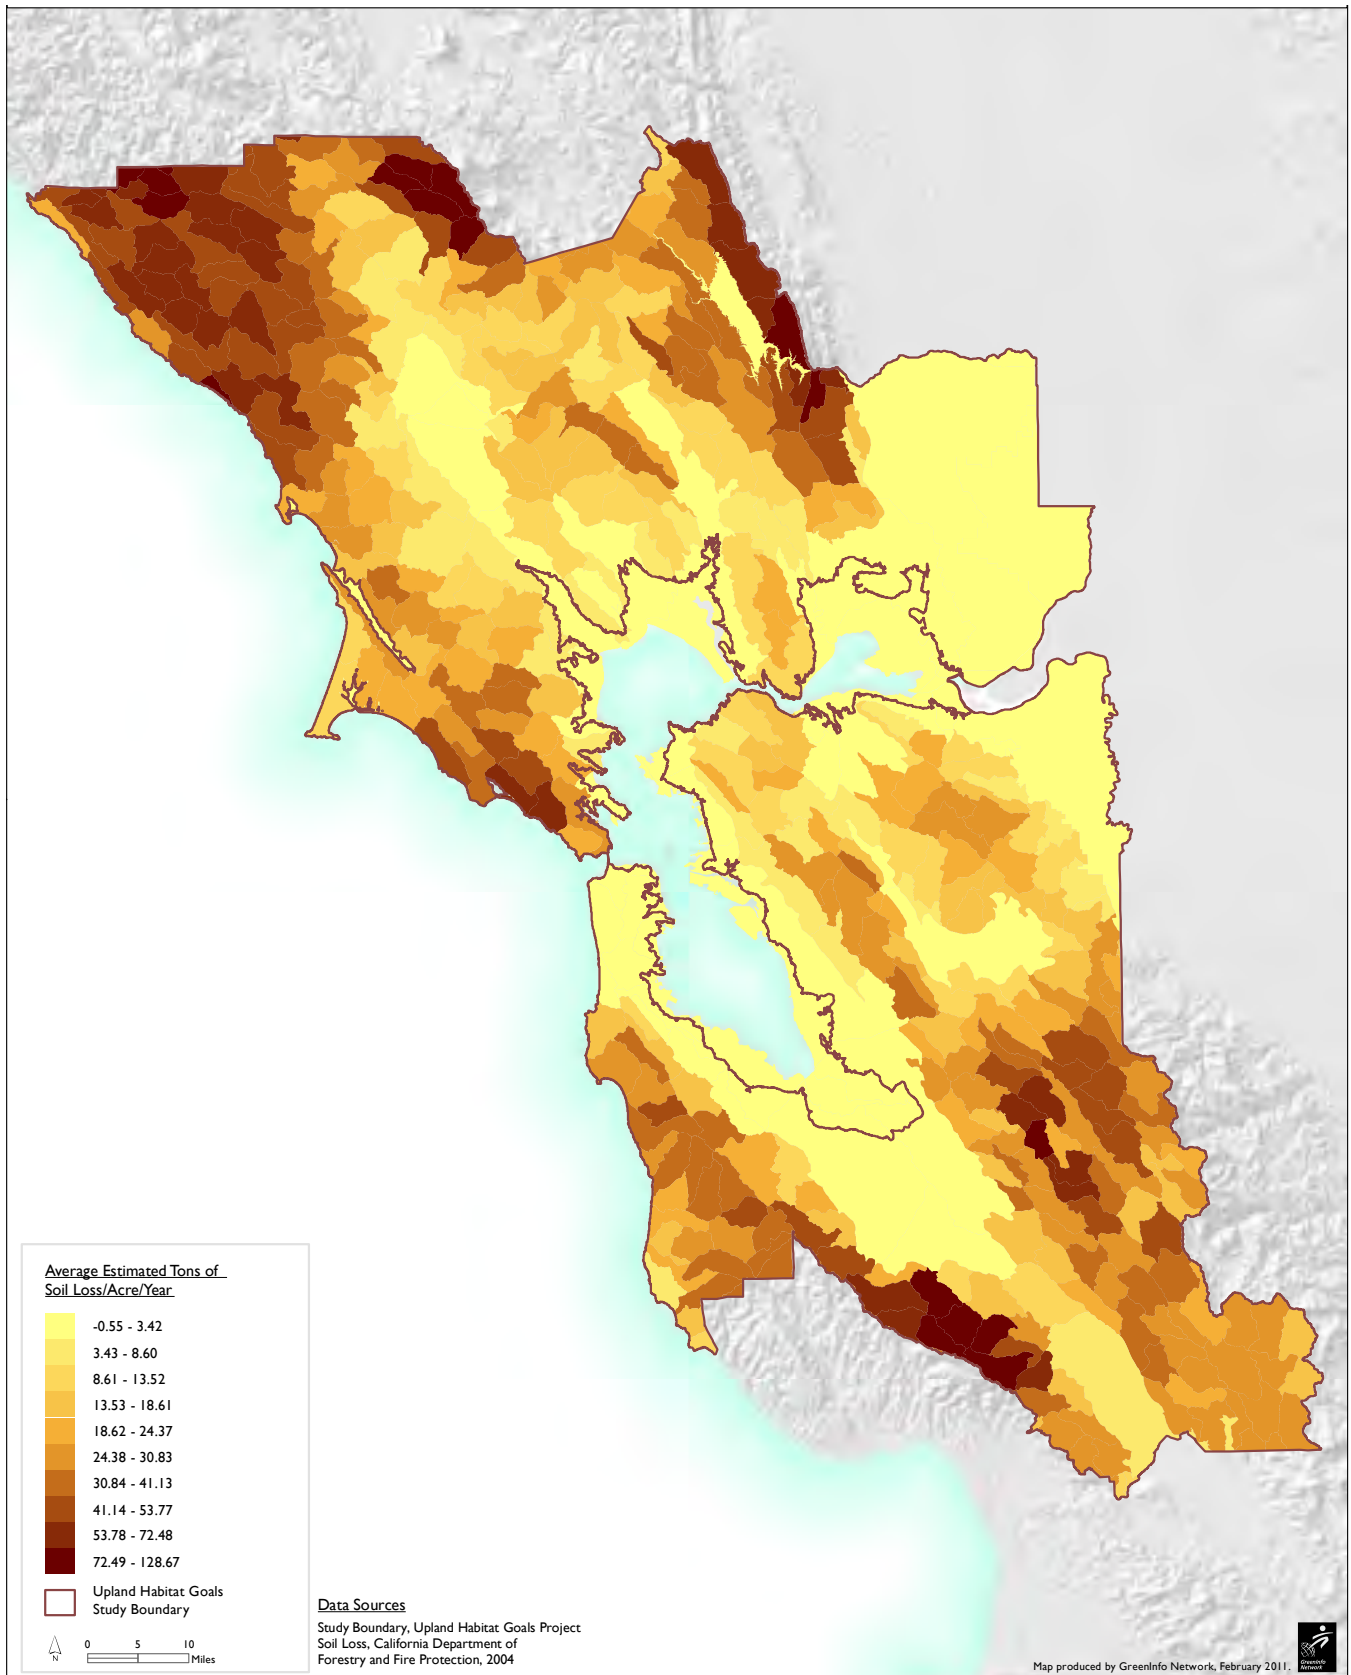 Average Estimated Tons of
Soil Loss/Acre/Year
-0.55 - 3.42
3.43 - 8.60
8.61 - 13.52
13.53 - 18.61
18.62 - 24.37
24.38 - 30.83
30.84 - 41.13
41.14 - 53.77
53.78 - 72.48
72.49 - 128.67
Upland Habitat Goals
Study Boundary
N
0 5 10
Miles
Data Sources
Study Boundary, Upland Habitat Goals Project
Soil Loss, California Department of
Forestry and Fire Protection, 2004
GreenInfo
Network
Map produced by GreenInfo Network, February 2011.